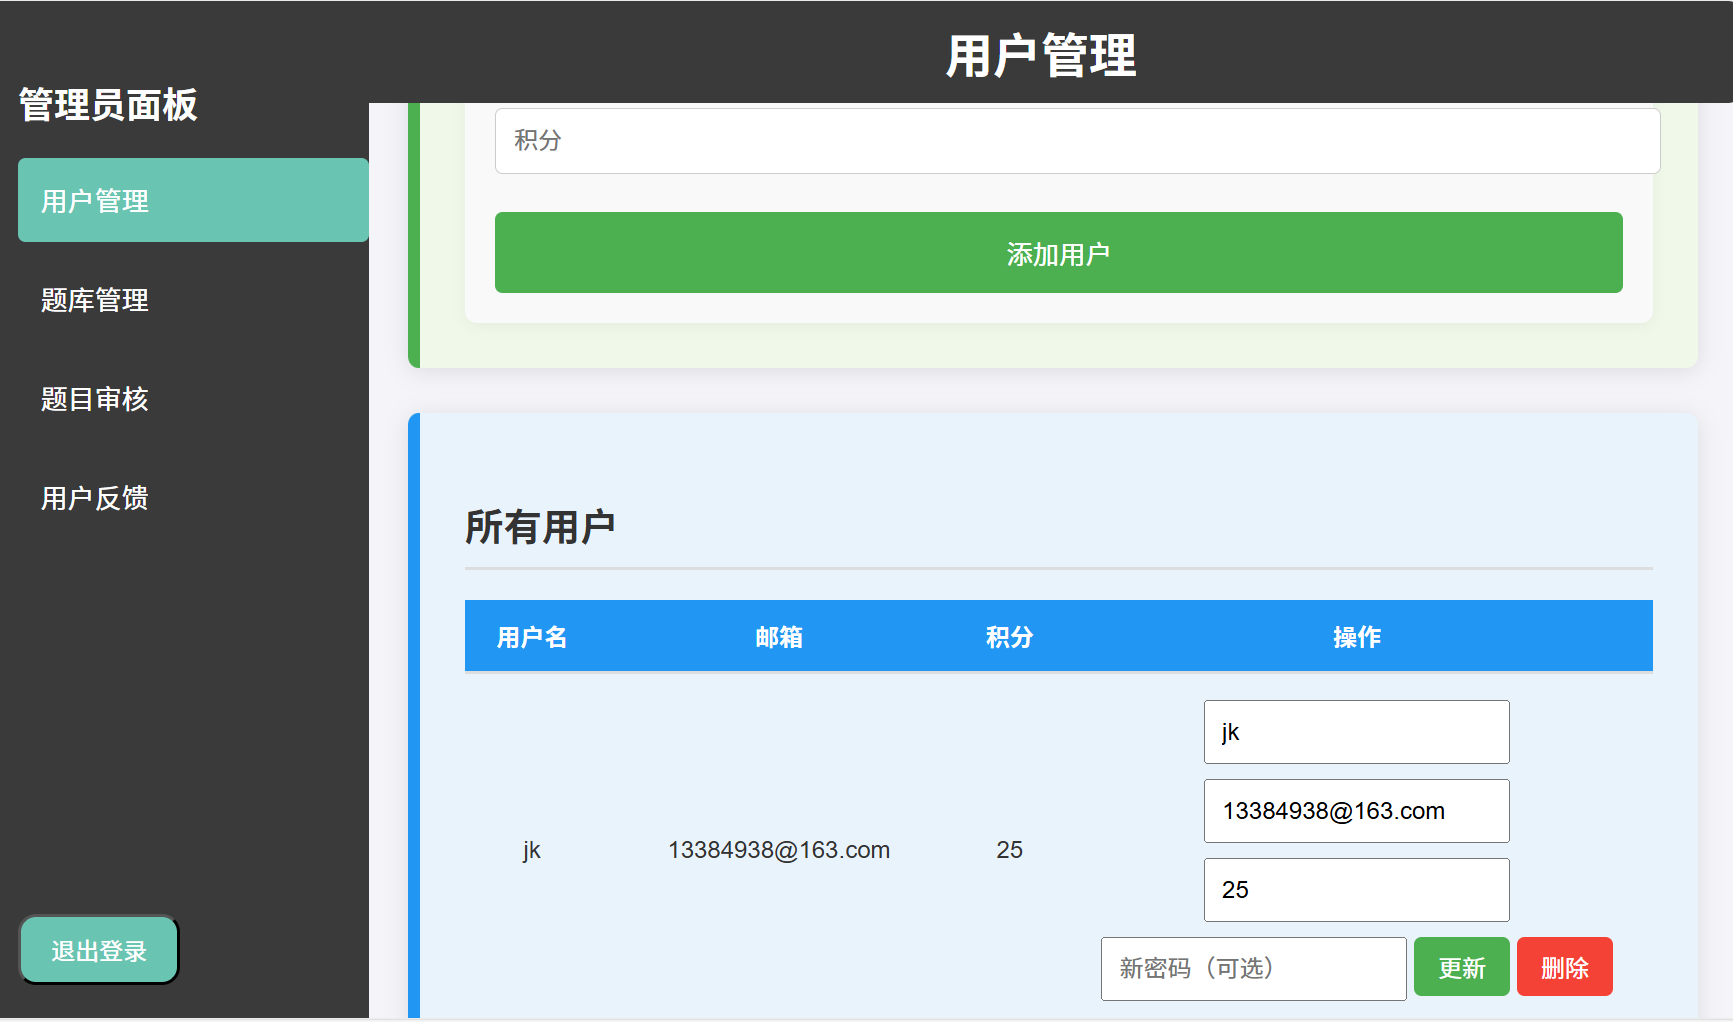 用户管理
管理员面板
用户管理
题库管理
题目审核
用户反馈
退出登录
积分
添加用户
所有用户
用户名 邮箱 积分 操作
jk 13384938@163.com 25
jk
13384938@163.com
25
新密码（可选） 更新 删除